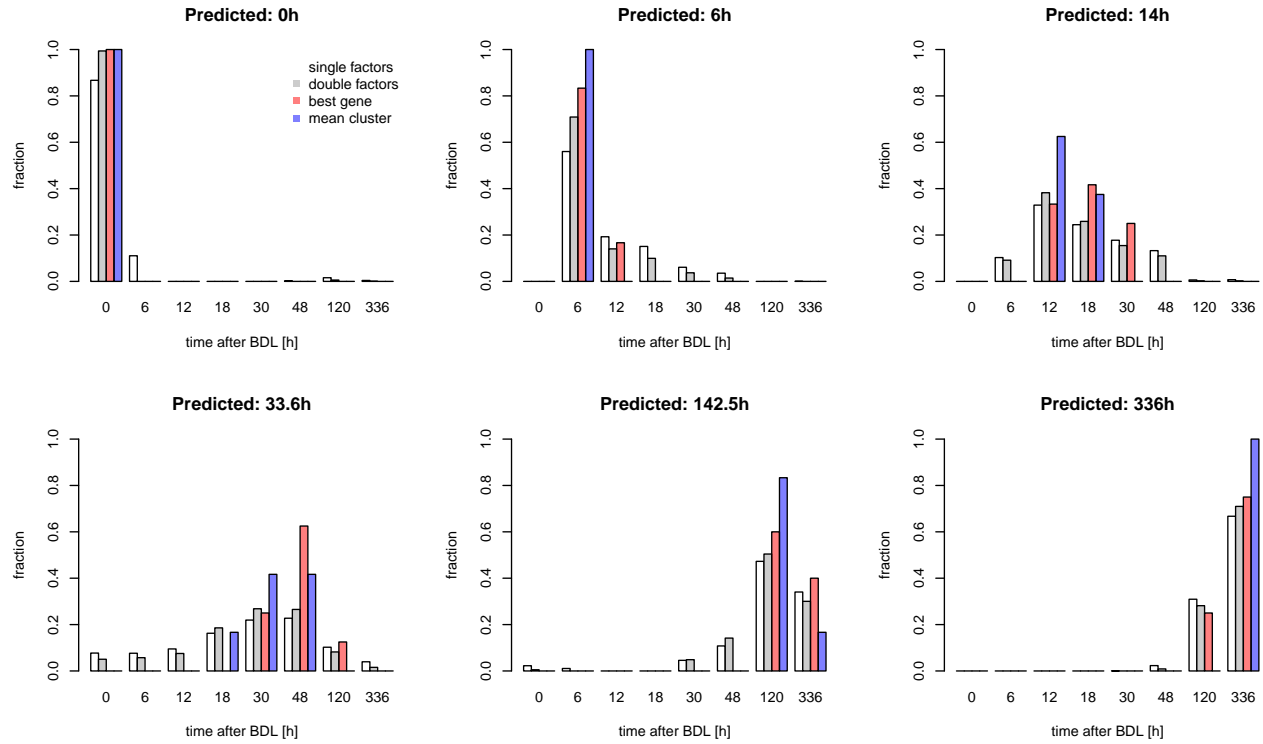 Predicted: 0h
fraction
0.0 0.2 0.4 0.6 0.8 1.0
single factors
double factors
best gene
mean cluster
0 6 12 18 30 48 120 336
time after BDL [h]
Predicted: 6h
fraction
0.0 0.2 0.4 0.6 0.8 1.0
0 6 12 18 30 48 120 336
time after BDL [h]
Predicted: 14h
fraction
0.0 0.2 0.4 0.6 0.8 1.0
0 6 12 18 30 48 120 336
time after BDL [h]
Predicted: 33.6h
fraction
0.0 0.2 0.4 0.6 0.8 1.0
0 6 12 18 30 48 120 336
time after BDL [h]
Predicted: 142.5h
fraction
0.0 0.2 0.4 0.6 0.8 1.0
0 6 12 18 30 48 120 336
time after BDL [h]
Predicted: 336h
fraction
0.0 0.2 0.4 0.6 0.8 1.0
0 6 12 18 30 48 120 336
time after BDL [h]